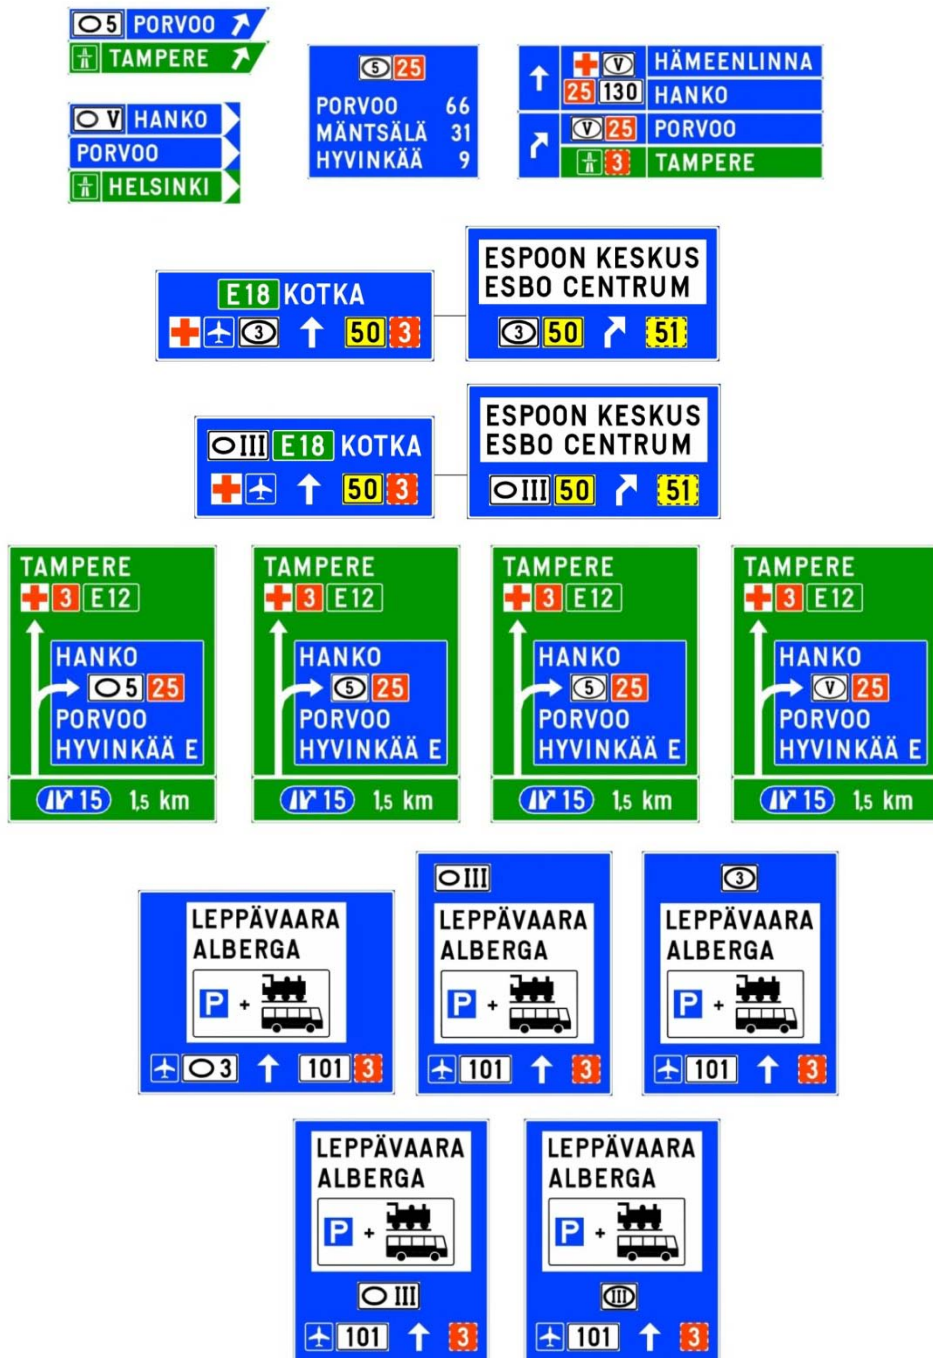 5 PORVOO
TAMPERE
V HANKO
PORVOO
HELSINKI
5 25
PORVOO 66
MÄNTSÄLÄ 31
HYVINKÄÄ 9
V HÄMEENLINNA
25 130 HANKO
V 25 PORVOO
3 TAMPERE
E18 KOTKA
3 50 3
ESPOON KESKUS
ESBO CENTRUM
3 50 51
III E18 KOTKA
50 3
ESPOON KESKUS
ESBO CENTRUM
III 50 51
TAMPERE
3 E12
HANKO
5 25
PORVOO
HYVINKÄÄ E
15 1,5 km
TAMPERE
3 E12
HANKO
5 25
PORVOO
HYVINKÄÄ E
15 1,5 km
TAMPERE
3 E12
HANKO
5 25
PORVOO
HYVINKÄÄ E
15 1,5 km
TAMPERE
3 E12
HANKO
V 25
PORVOO
HYVINKÄÄ E
15 1,5 km
LEPPÄVAARA
ALBERGA
P +
3 101 3
III
LEPPÄVAARA
ALBERGA
P +
101 3
3
LEPPÄVAARA
ALBERGA
P +
101 3
LEPPÄVAARA
ALBERGA
P +
III
101 3
LEPPÄVAARA
ALBERGA
P +
III
101 3